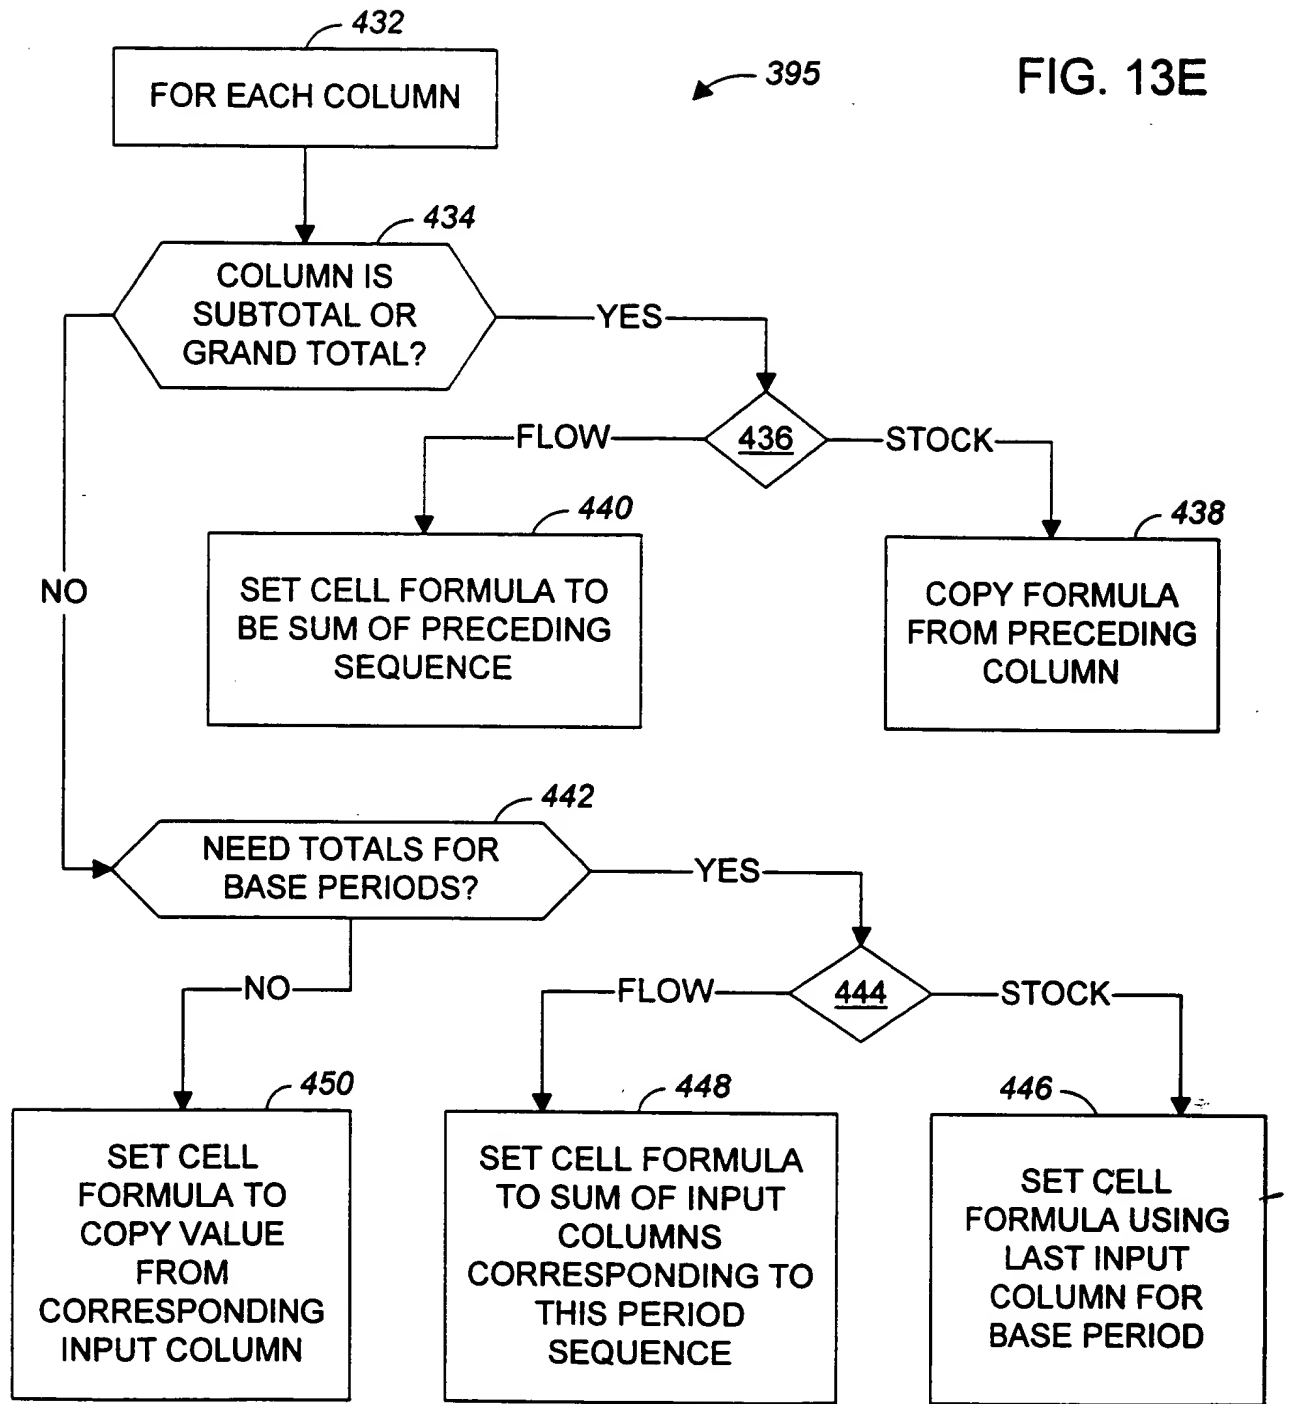 432
FOR EACH COLUMN
395
FIG. 13E
434
COLUMN IS
SUBTOTAL OR
GRAND TOTAL?
YES
FLOW
436
STOCK
440
SET CELL FORMULA TO
BE SUM OF PRECEDING
SEQUENCE
438
COPY FORMULA
FROM PRECEDING
COLUMN
NO
442
NEED TOTALS FOR
BASE PERIODS?
YES
NO
FLOW
444
STOCK
450
SET CELL
FORMULA TO
COPY VALUE
FROM
CORRESPONDING
INPUT COLUMN
448
SET CELL FORMULA
TO SUM OF INPUT
COLUMNS
CORRESPONDING TO
THIS PERIOD
SEQUENCE
446
SET CELL
FORMULA USING
LAST INPUT
COLUMN FOR
BASE PERIOD